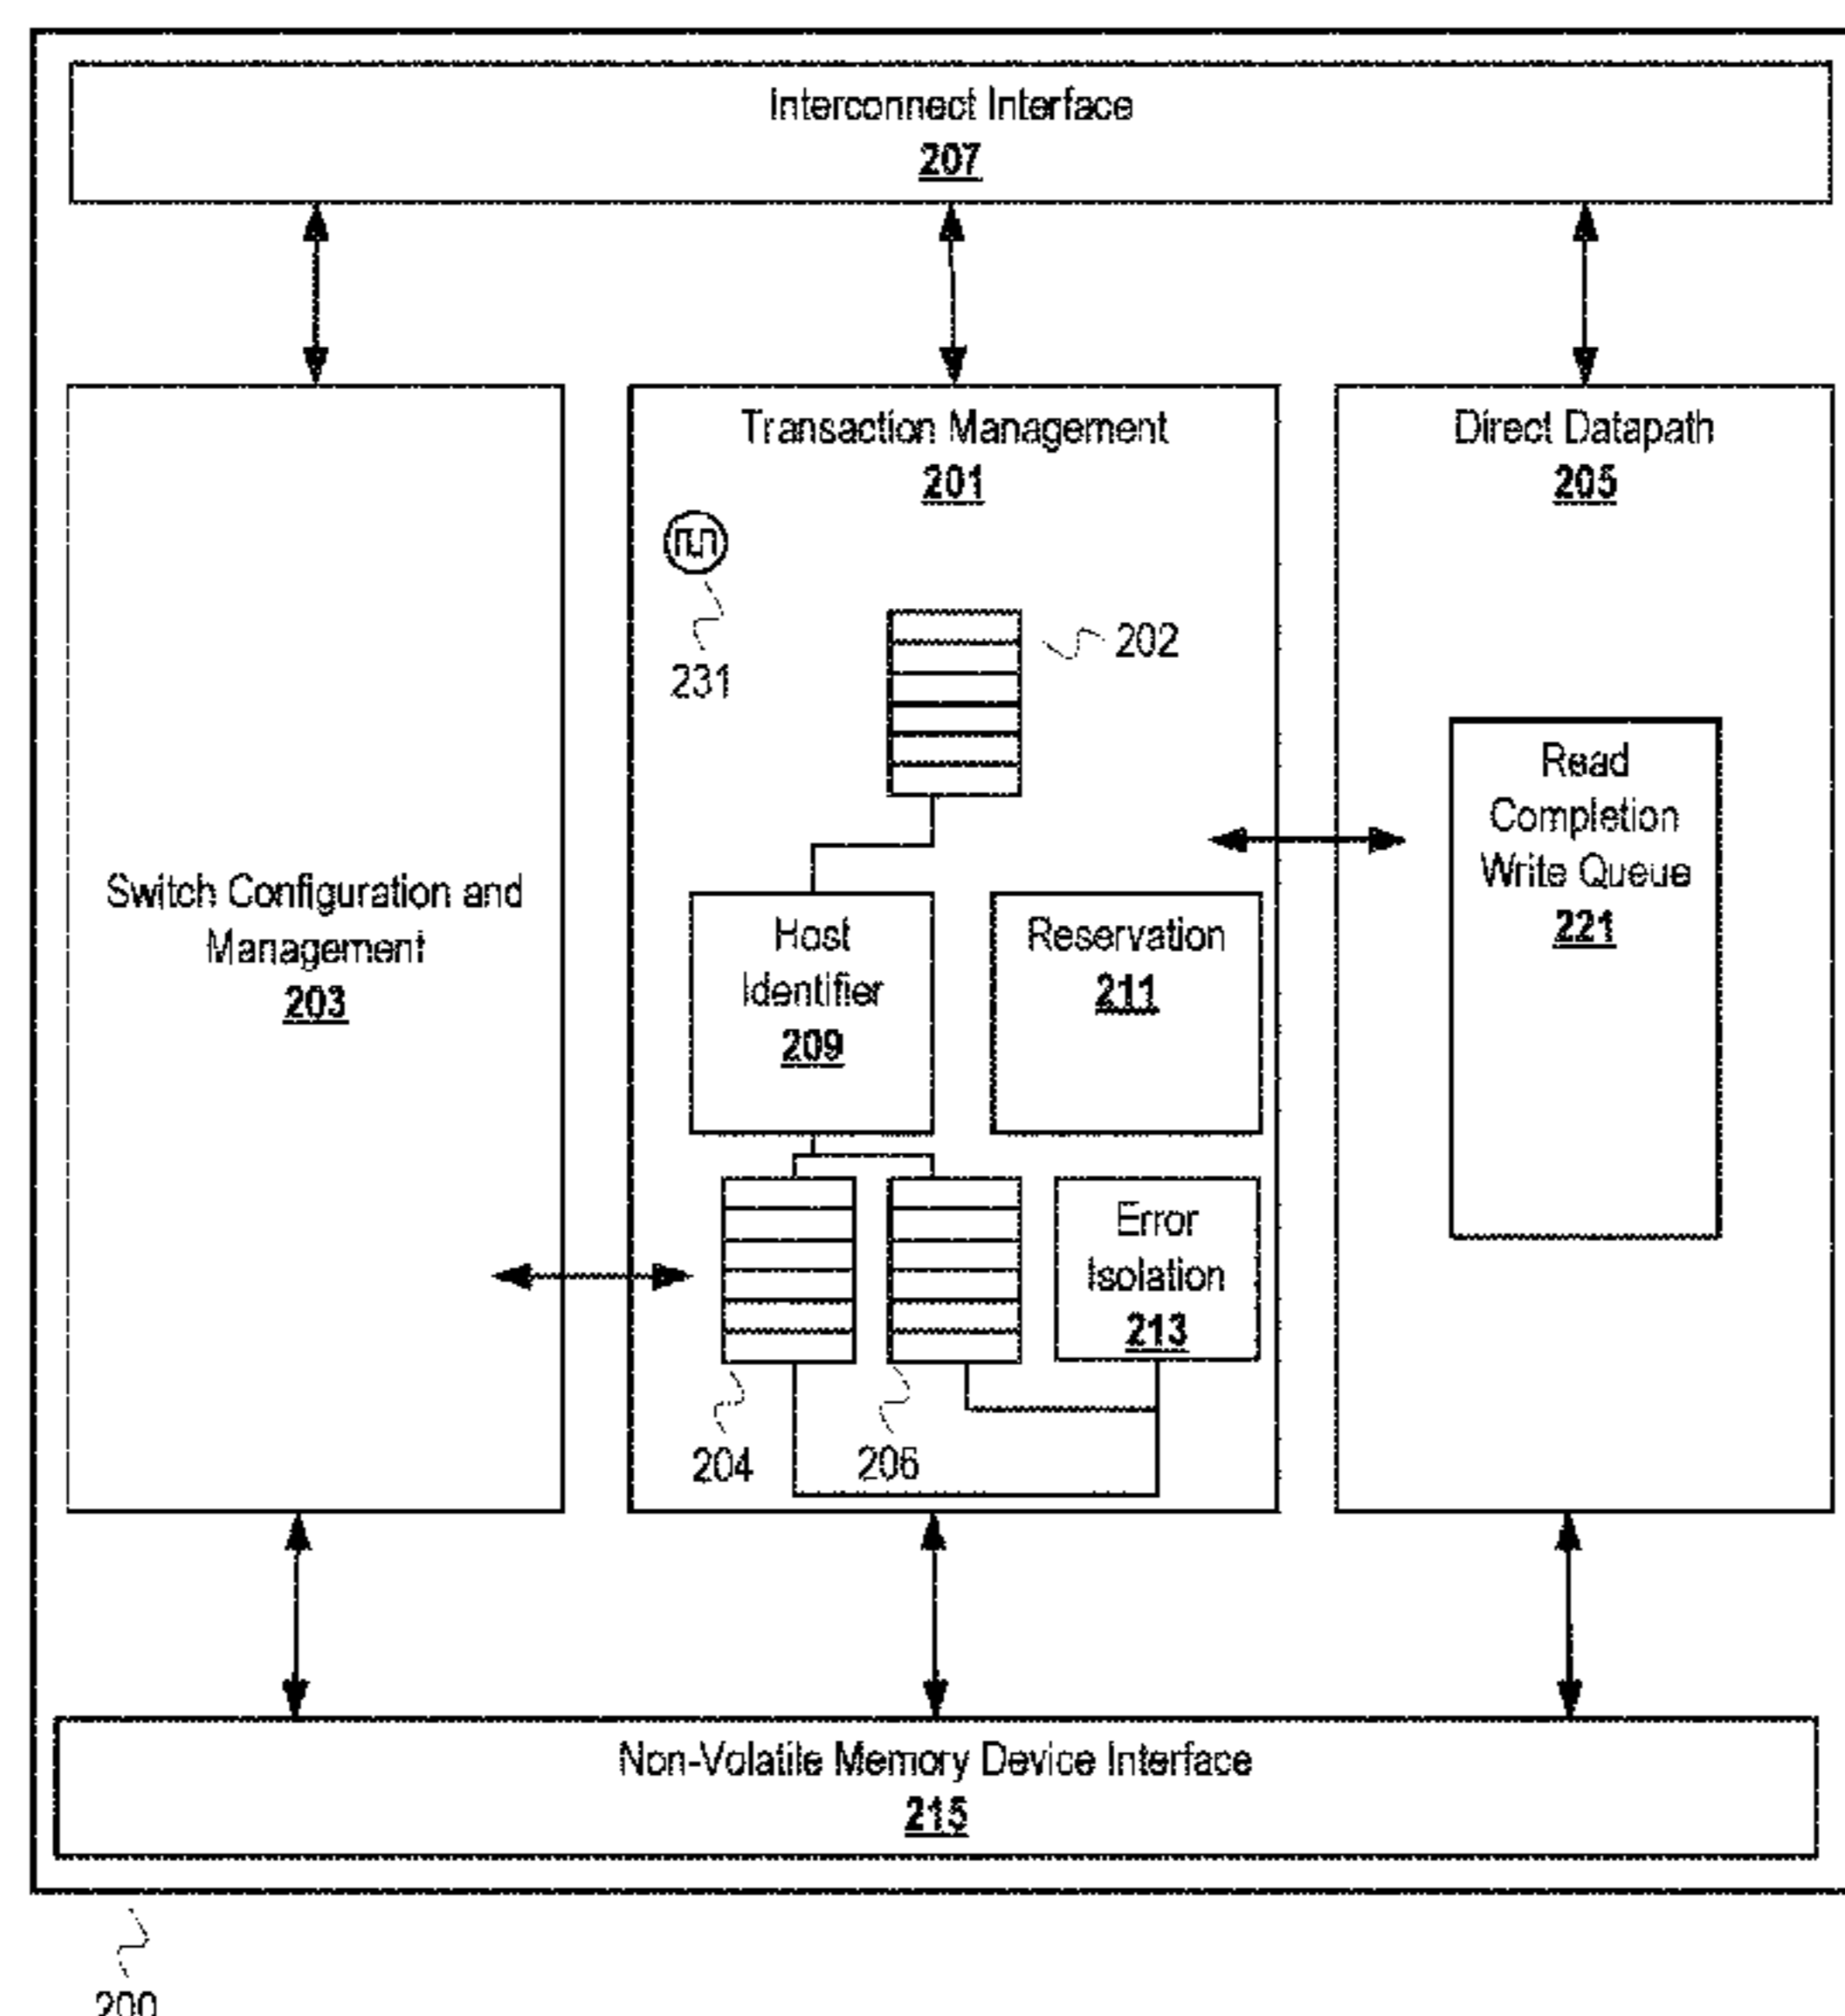 Interconnect Interface
207
Transaction Management
201
Direct Datapath
205
231
202
Read
Completion
Write Queue
221
Switch Configuration and
Management
203
Host
Identifier
209
Reservation
211
Error
Isolation
213
204
206
Non-Volatile Memory Device Interface
215
200